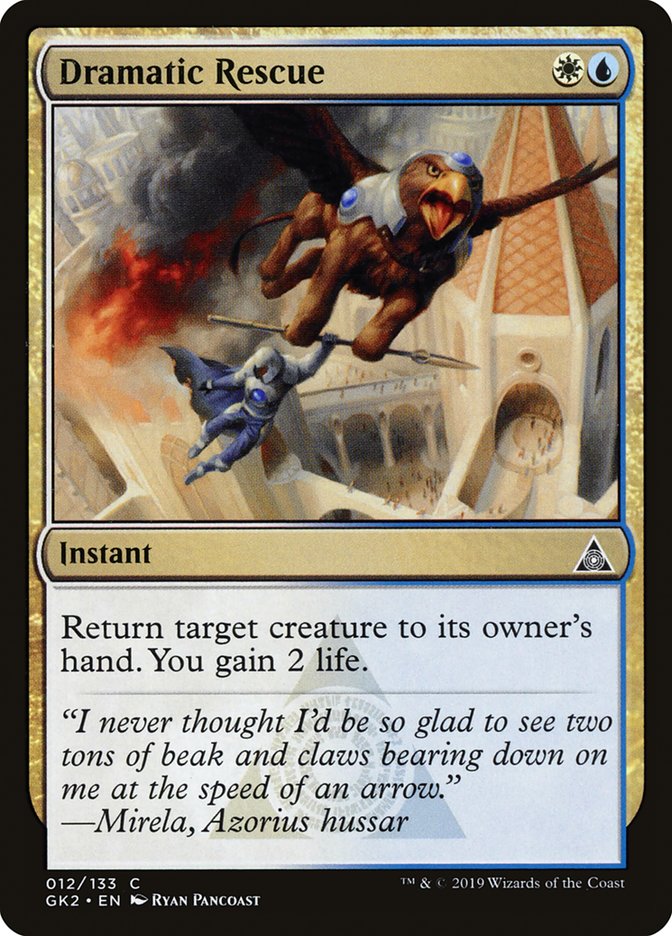 Dramatic Rescue
Instant
Return target creature to its owner's
hand. You gain 2 life.
“I never thought I'd be so glad to see two
tons of beak and claws bearing down on
me at the speed of an arrow.”
—Mirela, Azorius hussar
012/133 C
™ & © 2019 Wizards of the Coast
GK2 • EN Ryan Pancoast